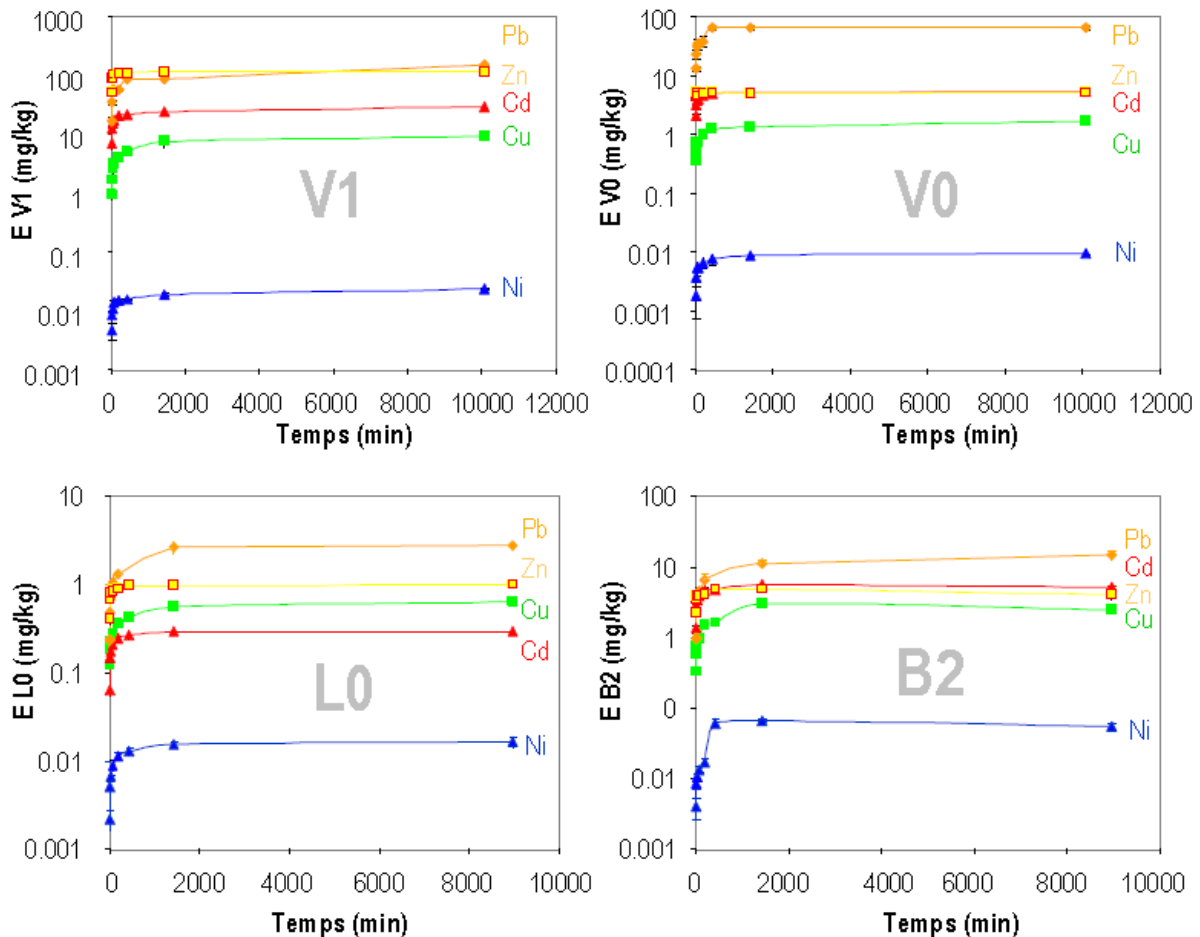 E V1 (mg/kg)
1000
100
10
1
0.1
0.01
0.001
Pb
Zn
Cd
Cu
V1
Ni
0 2000 4000 6000 8000 10000 12000
Temps (min)
E V0 (mg/kg)
100
10
1
0.1
0.01
0.001
0.0001
Pb
Zn
Cd
Cu
V0
Ni
0 2000 4000 6000 8000 10000 12000
Temps (min)
E L0 (mg/kg)
10
1
0.1
0.01
0.001
Pb
Zn
Cu
Cd
L0
Ni
0 2000 4000 6000 8000 10000
Temps (min)
E B2 (mg/kg)
100
10
1
0
0.01
0.001
Pb
Cd
Zn
Cu
B2
Ni
0 2000 4000 6000 8000 10000
Temps (min)